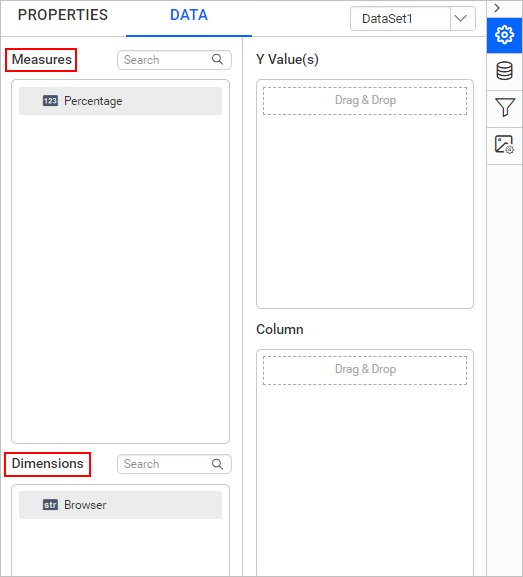 PROPERTIES
DATA
DataSet1
Measures
Search
123 Percentage
Dimensions
Search
str Browser
Y Value(s)
Drag & Drop
Column
Drag & Drop